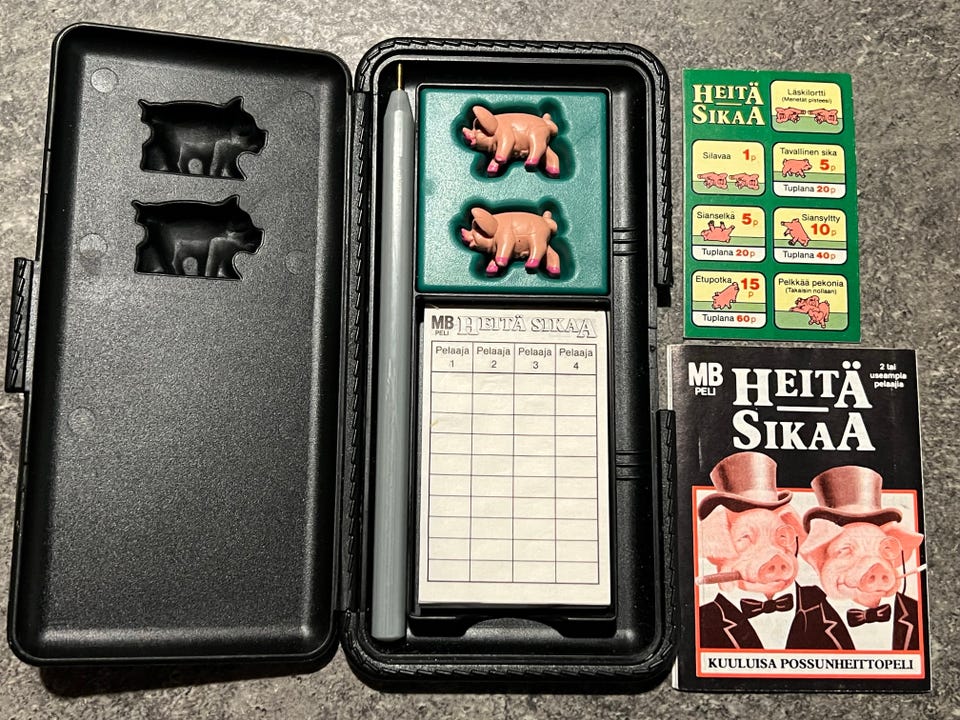 MB
PELI
HEITÄ SIKAA
Pelaaja Pelaaja Pelaaja Pelaaja
1 2 3 4
HEITÄ
SIKAA
Läskilortti
(Menetät pisteesi)
Silavaa 1p
Tavallinen sika
5p
Tuplana 20p
Sianselkä 5p
Tuplana 20p
Siansyltty
10p
Tuplana 40p
Etupotka 15p
Tuplana 60p
Pelkkää pekonia
(Takaisin nollaan)
MB
PELI
HEITÄ
SIKAA
2 tai
useampia
pelaajia
KUULUISA POSSUNHEITTOPELI